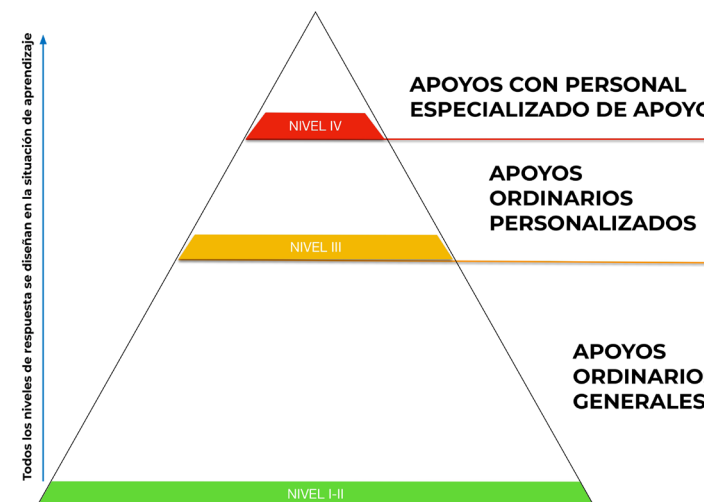 Todos los niveles de respuesta se diseñan en la situación de aprendizaje
APOYOS CON PERSONAL
ESPECIALIZADO DE APOYO
NIVEL IV
APOYOS
ORDINARIOS
PERSONALIZADOS
NIVEL III
APOYOS
ORDINARIO
GENERALES
NIVEL I-II